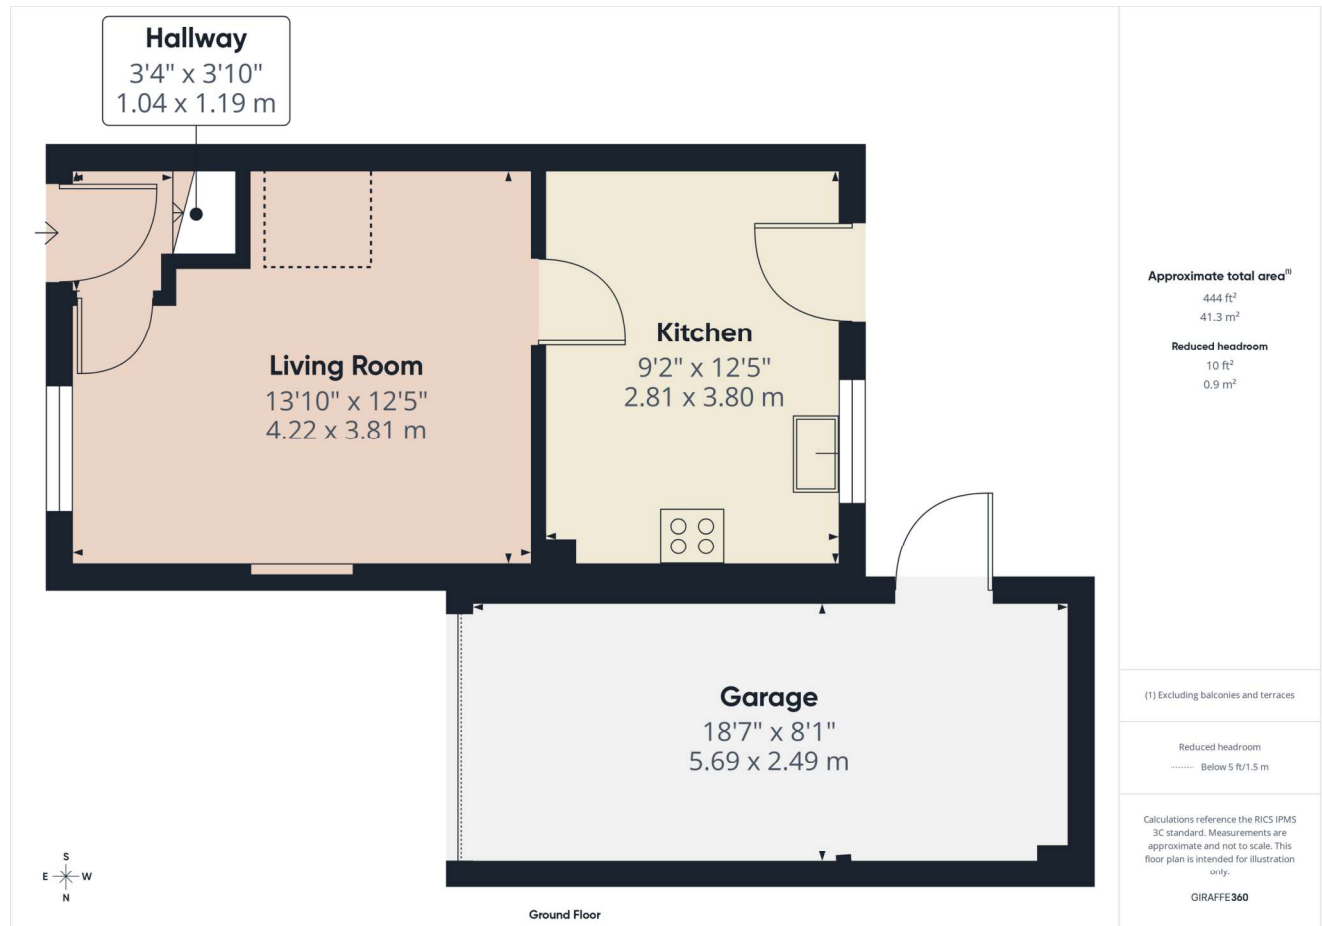 Hallway
3'4" x 3'10"
1.04 x 1.19 m
Living Room
13'10" x 12'5"
4.22 x 3.81 m
Kitchen
9'2" x 12'5"
2.81 x 3.80 m
Garage
18'7" x 8'1"
5.69 x 2.49 m
S
E W
N
Ground Floor
Approximate total area(1)
444 ft²
41.3 m²
Reduced headroom
10 ft²
0.9 m²
(1) Excluding balconies and terraces
Reduced headroom
Below 5 ft/1.5 m
Calculations reference the RICS IPMS
3C standard. Measurements are
approximate and not to scale. This
floor plan is intended for illustration
only.
GIRAFFE360